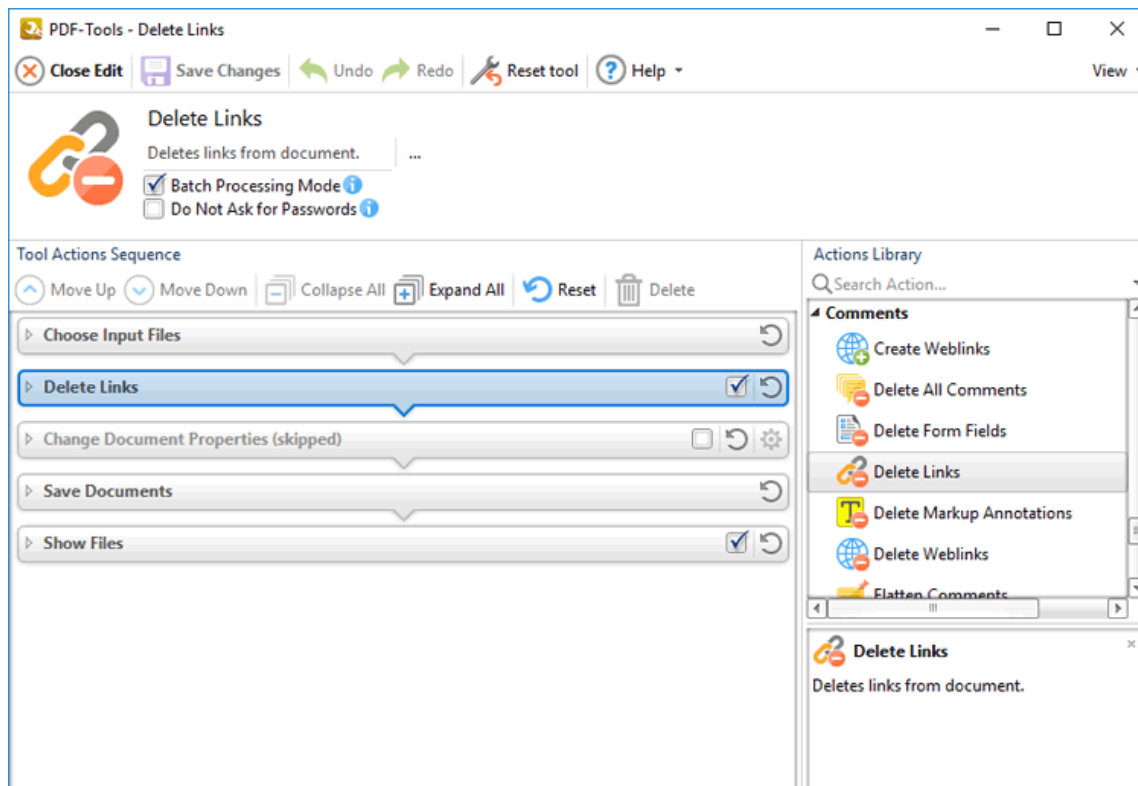 PDF-Tools - Delete Links
Close Edit Save Changes Undo Redo Reset tool ? Help View
Delete Links
Deletes links from document. ...
Batch Processing Mode i
Do Not Ask for Passwords i
Tool Actions Sequence
Move Up Move Down Collapse All Expand All Reset Delete
Choose Input Files
Delete Links
Change Document Properties (skipped)
Save Documents
Show Files
Actions Library
Search Action...
Comments
Create Weblinks
Delete All Comments
Delete Form Fields
Delete Links
T Delete Markup Annotations
Delete Weblinks
Flatten Comments
Delete Links
Deletes links from document.